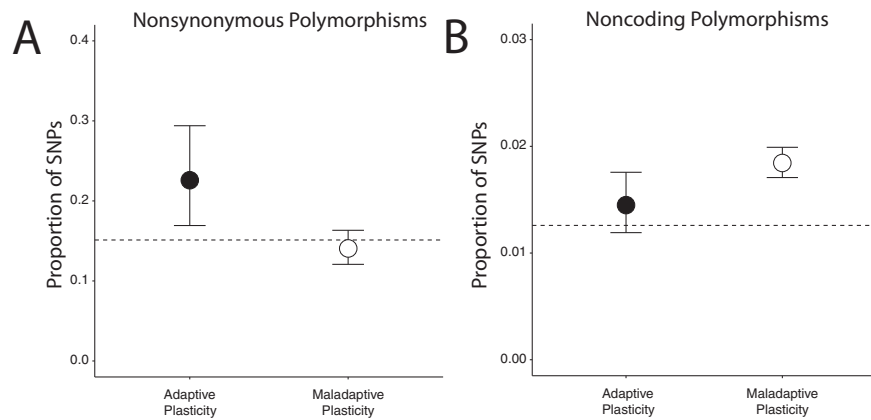 A
Nonsynonymous Polymorphisms
Proportion of SNPs
0.4
0.3
0.2
0.1
0.0
Adaptive
Plasticity
Maladaptive
Plasticity
B
Noncoding Polymorphisms
Proportion of SNPs
0.03
0.02
0.01
0.00
Adaptive
Plasticity
Maladaptive
Plasticity